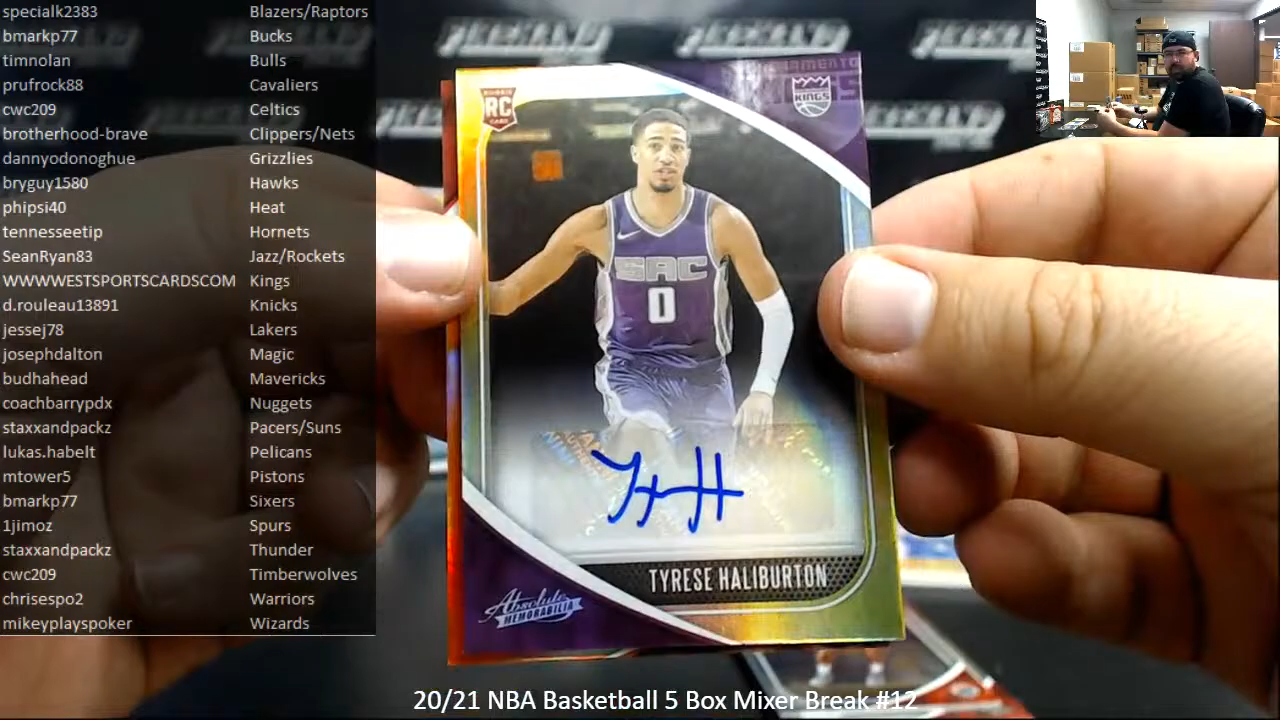 specialk2383 Blazers/Raptors
bmarkp77 Bucks
timnolan Bulls
prufrock88 Cavaliers
cwc209 Celtics
brotherhood-brave Clippers/Nets
dannyodonoghue Grizzlies
bryguy1580 Hawks
phipsi40 Heat
tennesseetip Hornets
SeanRyan83 Jazz/Rockets
WWWWESTSPORTSCARDSCOM Kings
d.rouleau13891 Knicks
jessej78 Lakers
josephdalton Magic
budhahead Mavericks
coachbarrypdx Nuggets
staxxandpackz Pacers/Suns
lukas.habelt Pelicans
mtower5 Pistons
bmarkp77 Sixers
1jimoz Spurs
staxxandpackz Thunder
cwc209 Timberwolves
chrisespo2 Warriors
mikeyplayspoker Wizards
RC
KINGS
SAC
0
TYRESE HALIBURTON
Absolute
MEMORABILIA
20/21 NBA Basketball 5 Box Mixer Break #12